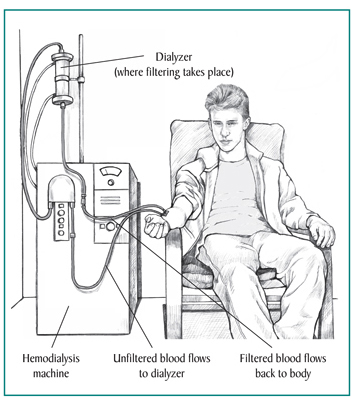 Dialyzer
(where filtering takes place)
Hemodialysis
machine
Unfiltered blood flows
to dialyzer
Filtered blood flows
back to body